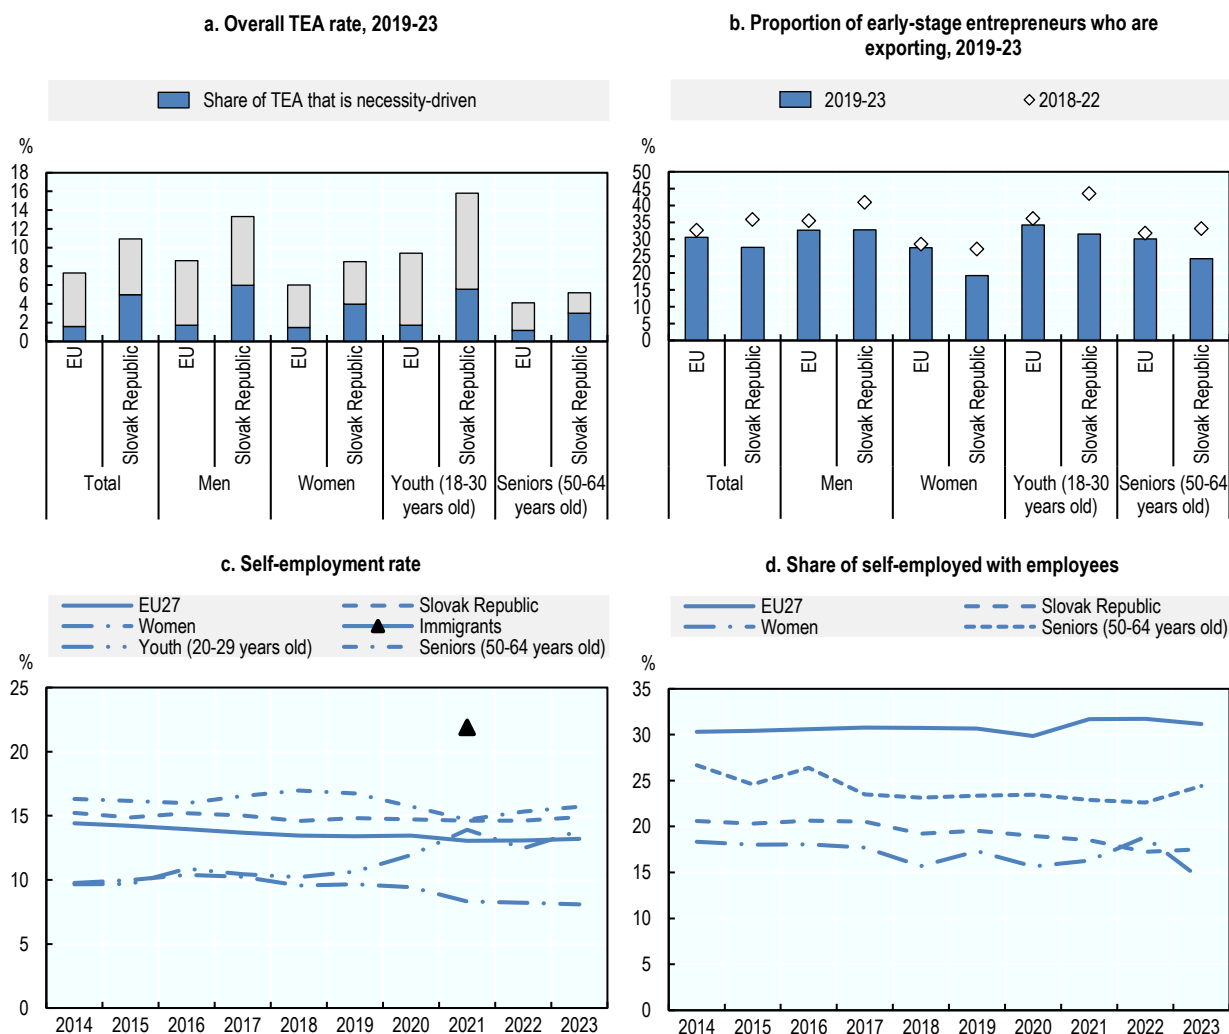 a. Overall TEA rate, 2019-23
Share of TEA that is necessity-driven
%
18
16
14
12
10
8
6
4
2
0
EU
Slovak Republic
EU
Slovak Republic
EU
Slovak Republic
EU
Slovak Republic
EU
Slovak Republic
Total
Men
Women
Youth (18-30
years old)
Seniors (50-64
years old)
b. Proportion of early-stage entrepreneurs who are
exporting, 2019-23
2019-23
2018-22
%
50
45
40
35
30
25
20
15
10
5
0
EU
Slovak Republic
EU
Slovak Republic
EU
Slovak Republic
EU
Slovak Republic
EU
Slovak Republic
Total
Men
Women
Youth (18-30
years old)
Seniors (50-64
years old)
c. Self-employment rate
EU27
Slovak Republic
Women
Immigrants
Youth (20-29 years old)
Seniors (50-64 years old)
%
25
20
15
10
5
0
2014 2015 2016 2017 2018 2019 2020 2021 2022 2023
d. Share of self-employed with employees
EU27
Slovak Republic
Women
Seniors (50-64 years old)
%
35
30
25
20
15
10
5
0
2014 2015 2016 2017 2018 2019 2020 2021 2022 2023